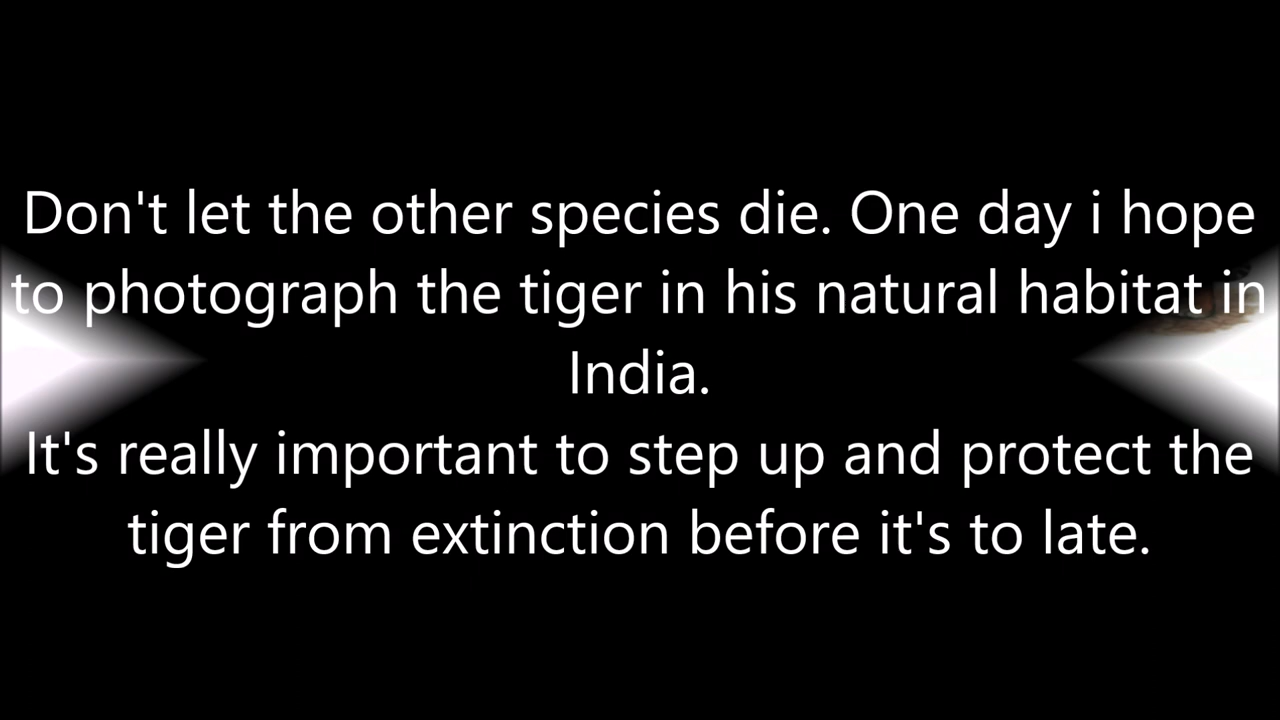 Don't let the other species die. One day i hope
to photograph the tiger in his natural habitat in
India.
It's really important to step up and protect the
tiger from extinction before it's to late.